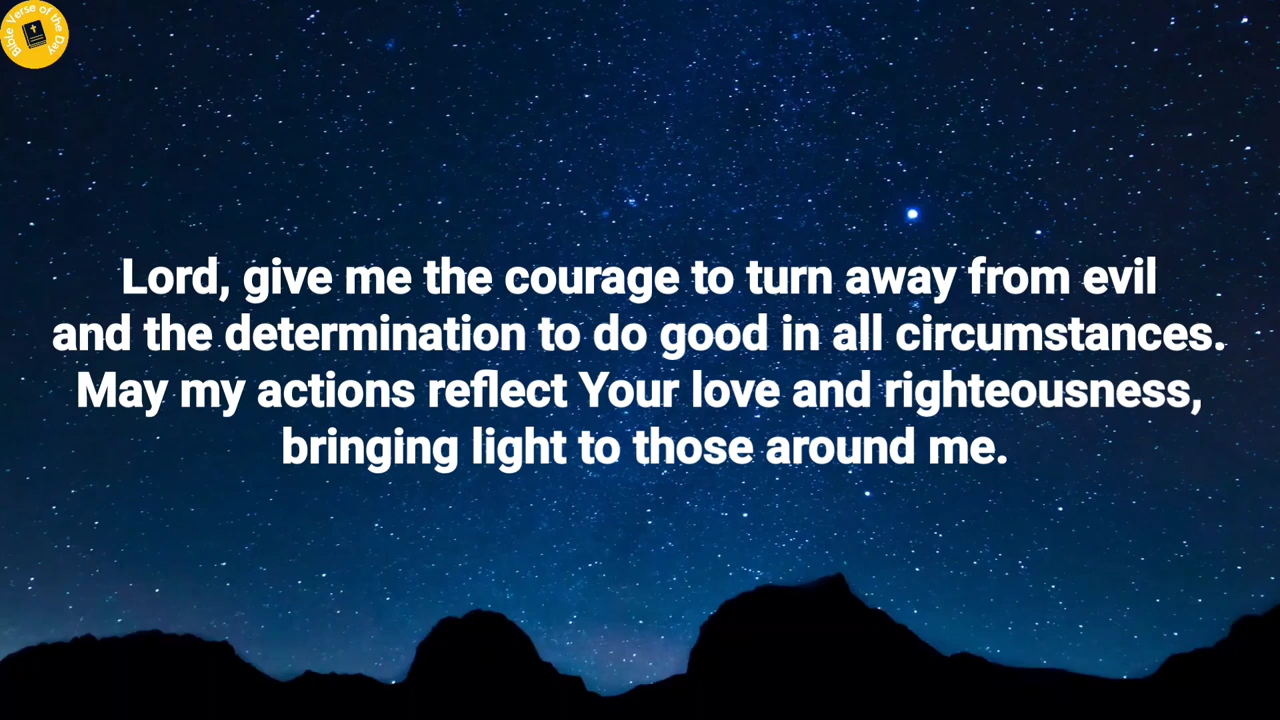 Bible Verse of the Day
Lord, give me the courage to turn away from evil
and the determination to do good in all circumstances.
May my actions reflect Your love and righteousness,
bringing light to those around me.